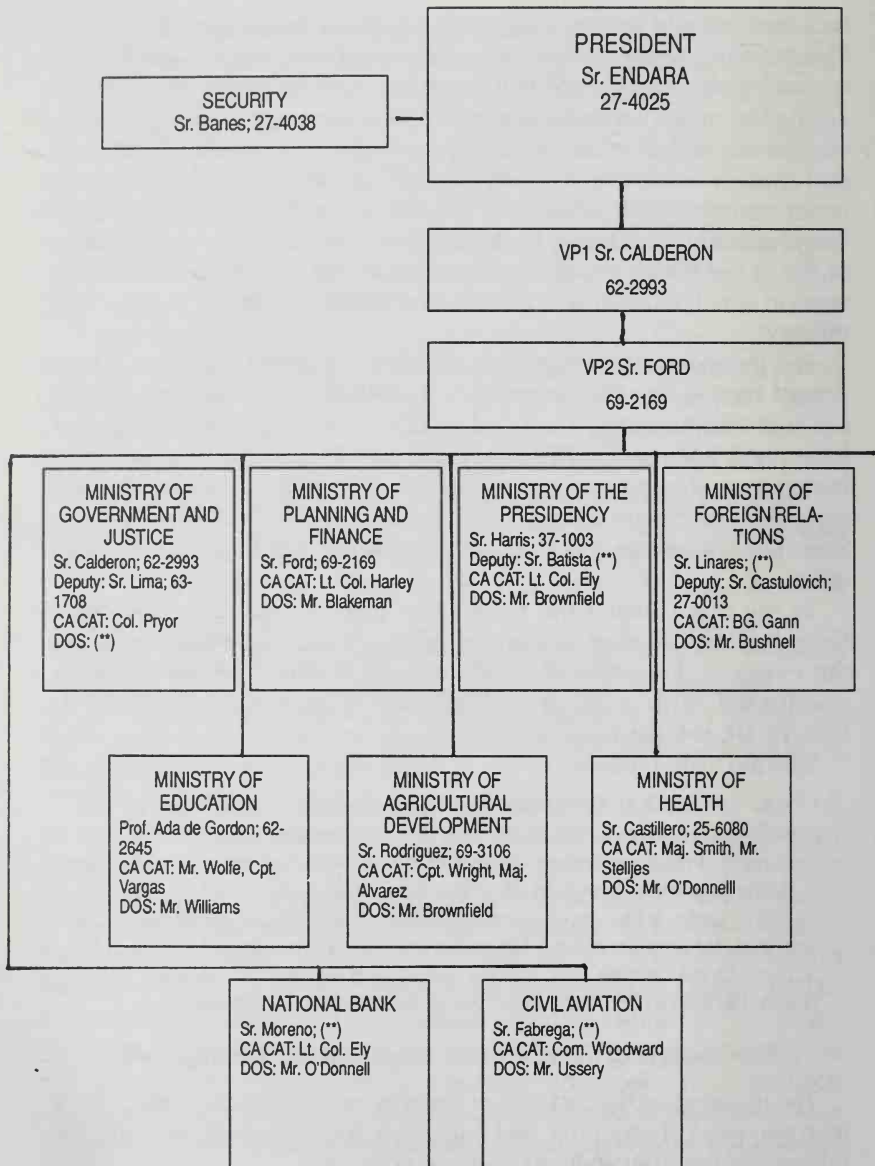 PRESIDENT
Sr. ENDARA
27-4025
SECURITY
Sr. Banes; 27-4038
VP1 Sr. CALDERON
62-2993
VP2 Sr. FORD
69-2169
MINISTRY OF
GOVERNMENT AND
JUSTICE
Sr. Calderon; 62-2993
Deputy: Sr. Lima; 63-
1708
CA CAT: Col. Pryor
DOS: (**)
MINISTRY OF
PLANNING AND
FINANCE
Sr. Ford; 69-2169
CA CAT: Lt. Col. Harley
DOS: Mr. Blakeman
MINISTRY OF THE
PRESIDENCY
Sr. Harris; 37-1003
Deputy: Sr. Batista (**)
CA CAT: Lt. Col. Ely
DOS: Mr. Brownfield
MINISTRY OF
FOREIGN RELA-
TIONS
Sr. Linares; (**)
Deputy: Sr. Castulovich;
27-0013
CA CAT: BG. Gann
DOS: Mr. Bushnell
MINISTRY OF
EDUCATION
Prof. Ada de Gordon; 62-
2645
CA CAT: Mr. Wolfe, Cpt.
Vargas
DOS: Mr. Williams
MINISTRY OF
AGRICULTURAL
DEVELOPMENT
Sr. Rodriguez; 69-3106
CA CAT: Cpt. Wright, Maj.
Alvarez
DOS: Mr. Brownfield
MINISTRY OF
HEALTH
Sr. Castillero; 25-6080
CA CAT: Maj. Smith, Mr.
Stelljes
DOS: Mr. O'Donnelll
NATIONAL BANK
Sr. Moreno; (**)
CA CAT: Lt. Col. Ely
DOS: Mr. O'Donnell
CIVIL AVIATION
Sr. Fabrega; (**)
CA CAT: Com. Woodward
DOS: Mr. Ussery